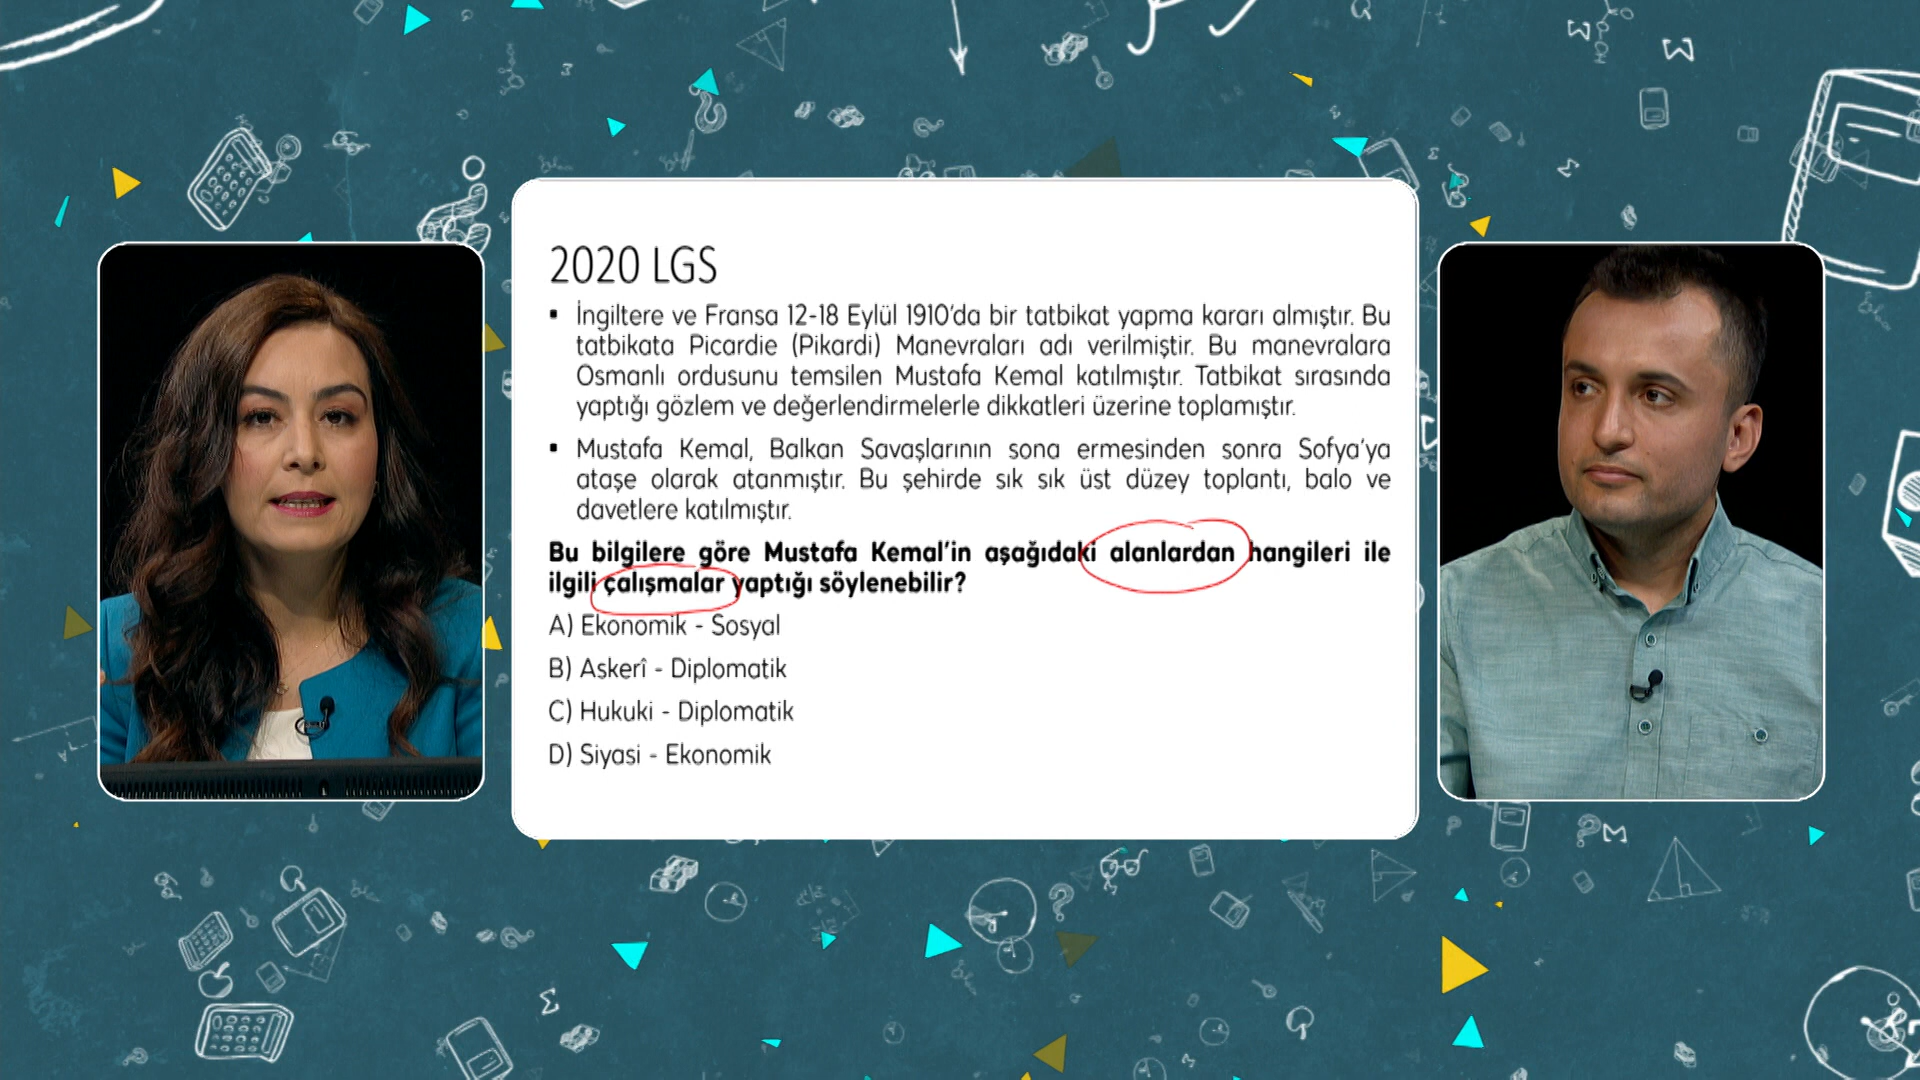 2020 LGS
▪ İngiltere ve Fransa 12-18 Eylül 1910'da bir tatbikat yapma kararı almıştır. Bu
tatbikata Picardie (Pikardi) Manevraları adı verilmiştir. Bu manevralara
Osmanlı ordusunu temsilen Mustafa Kemal katılmıştır. Tatbikat sırasında
yaptığı gözlem ve değerlendirmelerle dikkatleri üzerine toplamıştır.
▪ Mustafa Kemal, Balkan Savaşlarının sona ermesinden sonra Sofya'ya
ataşe olarak atanmıştır. Bu şehirde sık sık üst düzey toplantı, balo ve
davetlere katılmıştır.
Bu bilgilere göre Mustafa Kemal'in aşağıdaki alanlardan hangileri ile
ilgili çalışmalar yaptığı söylenebilir?
A) Ekonomik - Sosyal
B) Askerî - Diplomatik
C) Hukuki - Diplomatik
D) Siyasi - Ekonomik